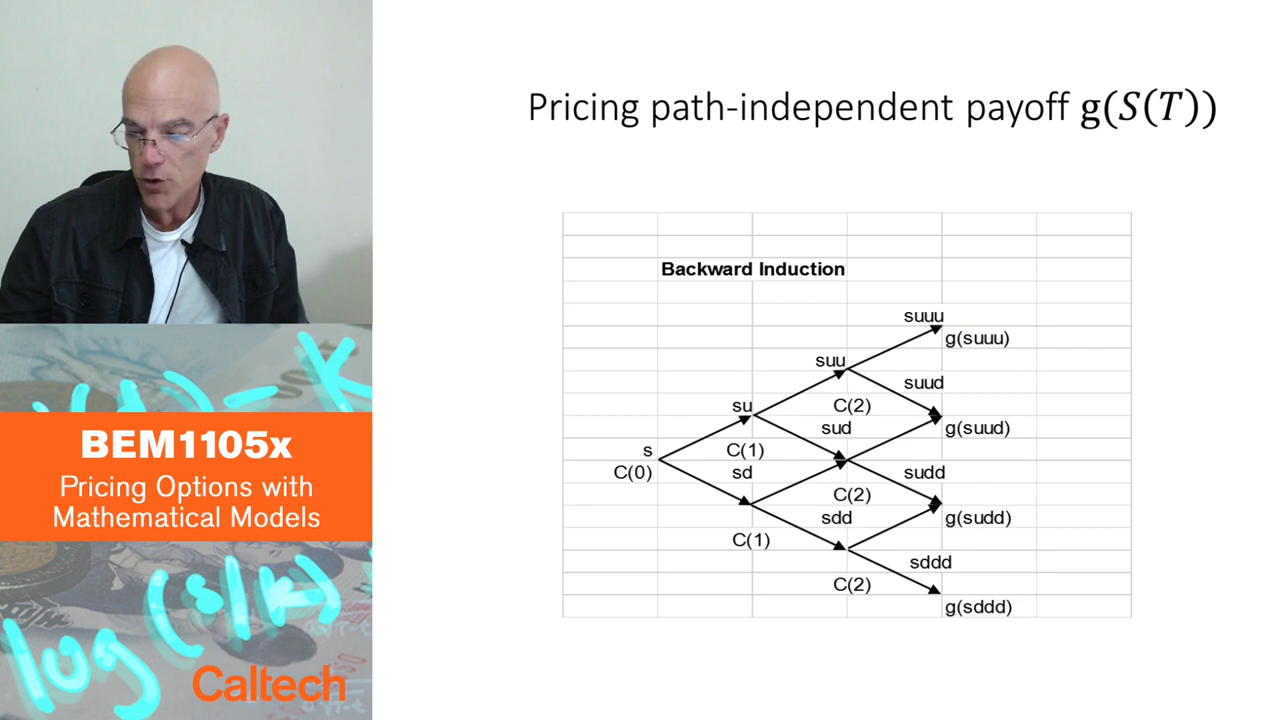 Pricing path-independent payoff g(S(T))
Backward Induction
suuu
g(suuu)
suu
suud
C(2)
su
sud
g(suud)
s
C(1)
C(0)
sd
sudd
C(2)
sdd
g(sudd)
C(1)
sddd
C(2)
g(sddd)
BEM1105x
Pricing Options with
Mathematical Models
log(s/k)
Caltech